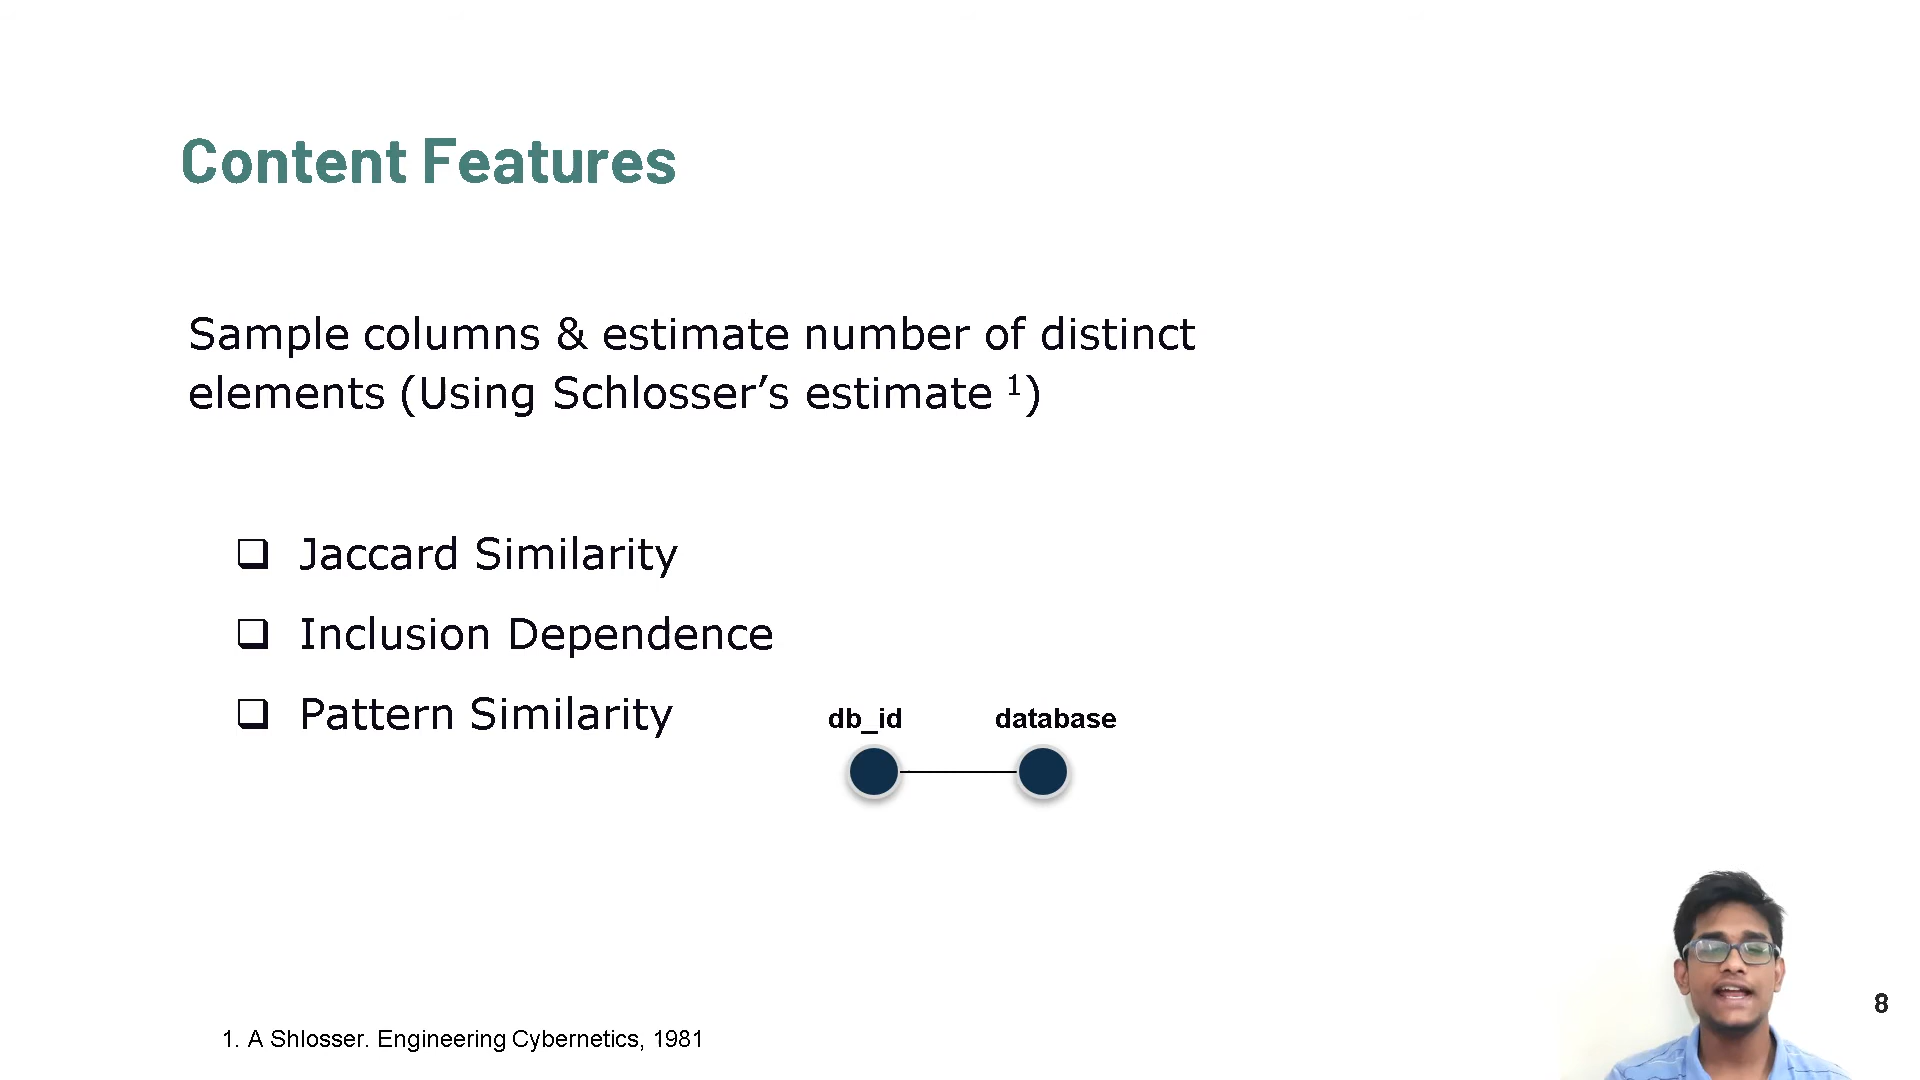 Content Features
Sample columns & estimate number of distinct
elements (Using Schlosser’s estimate ¹)
❑ Jaccard Similarity
❑ Inclusion Dependence
❑ Pattern Similarity
db_id database
8
1. A Shlosser. Engineering Cybernetics, 1981